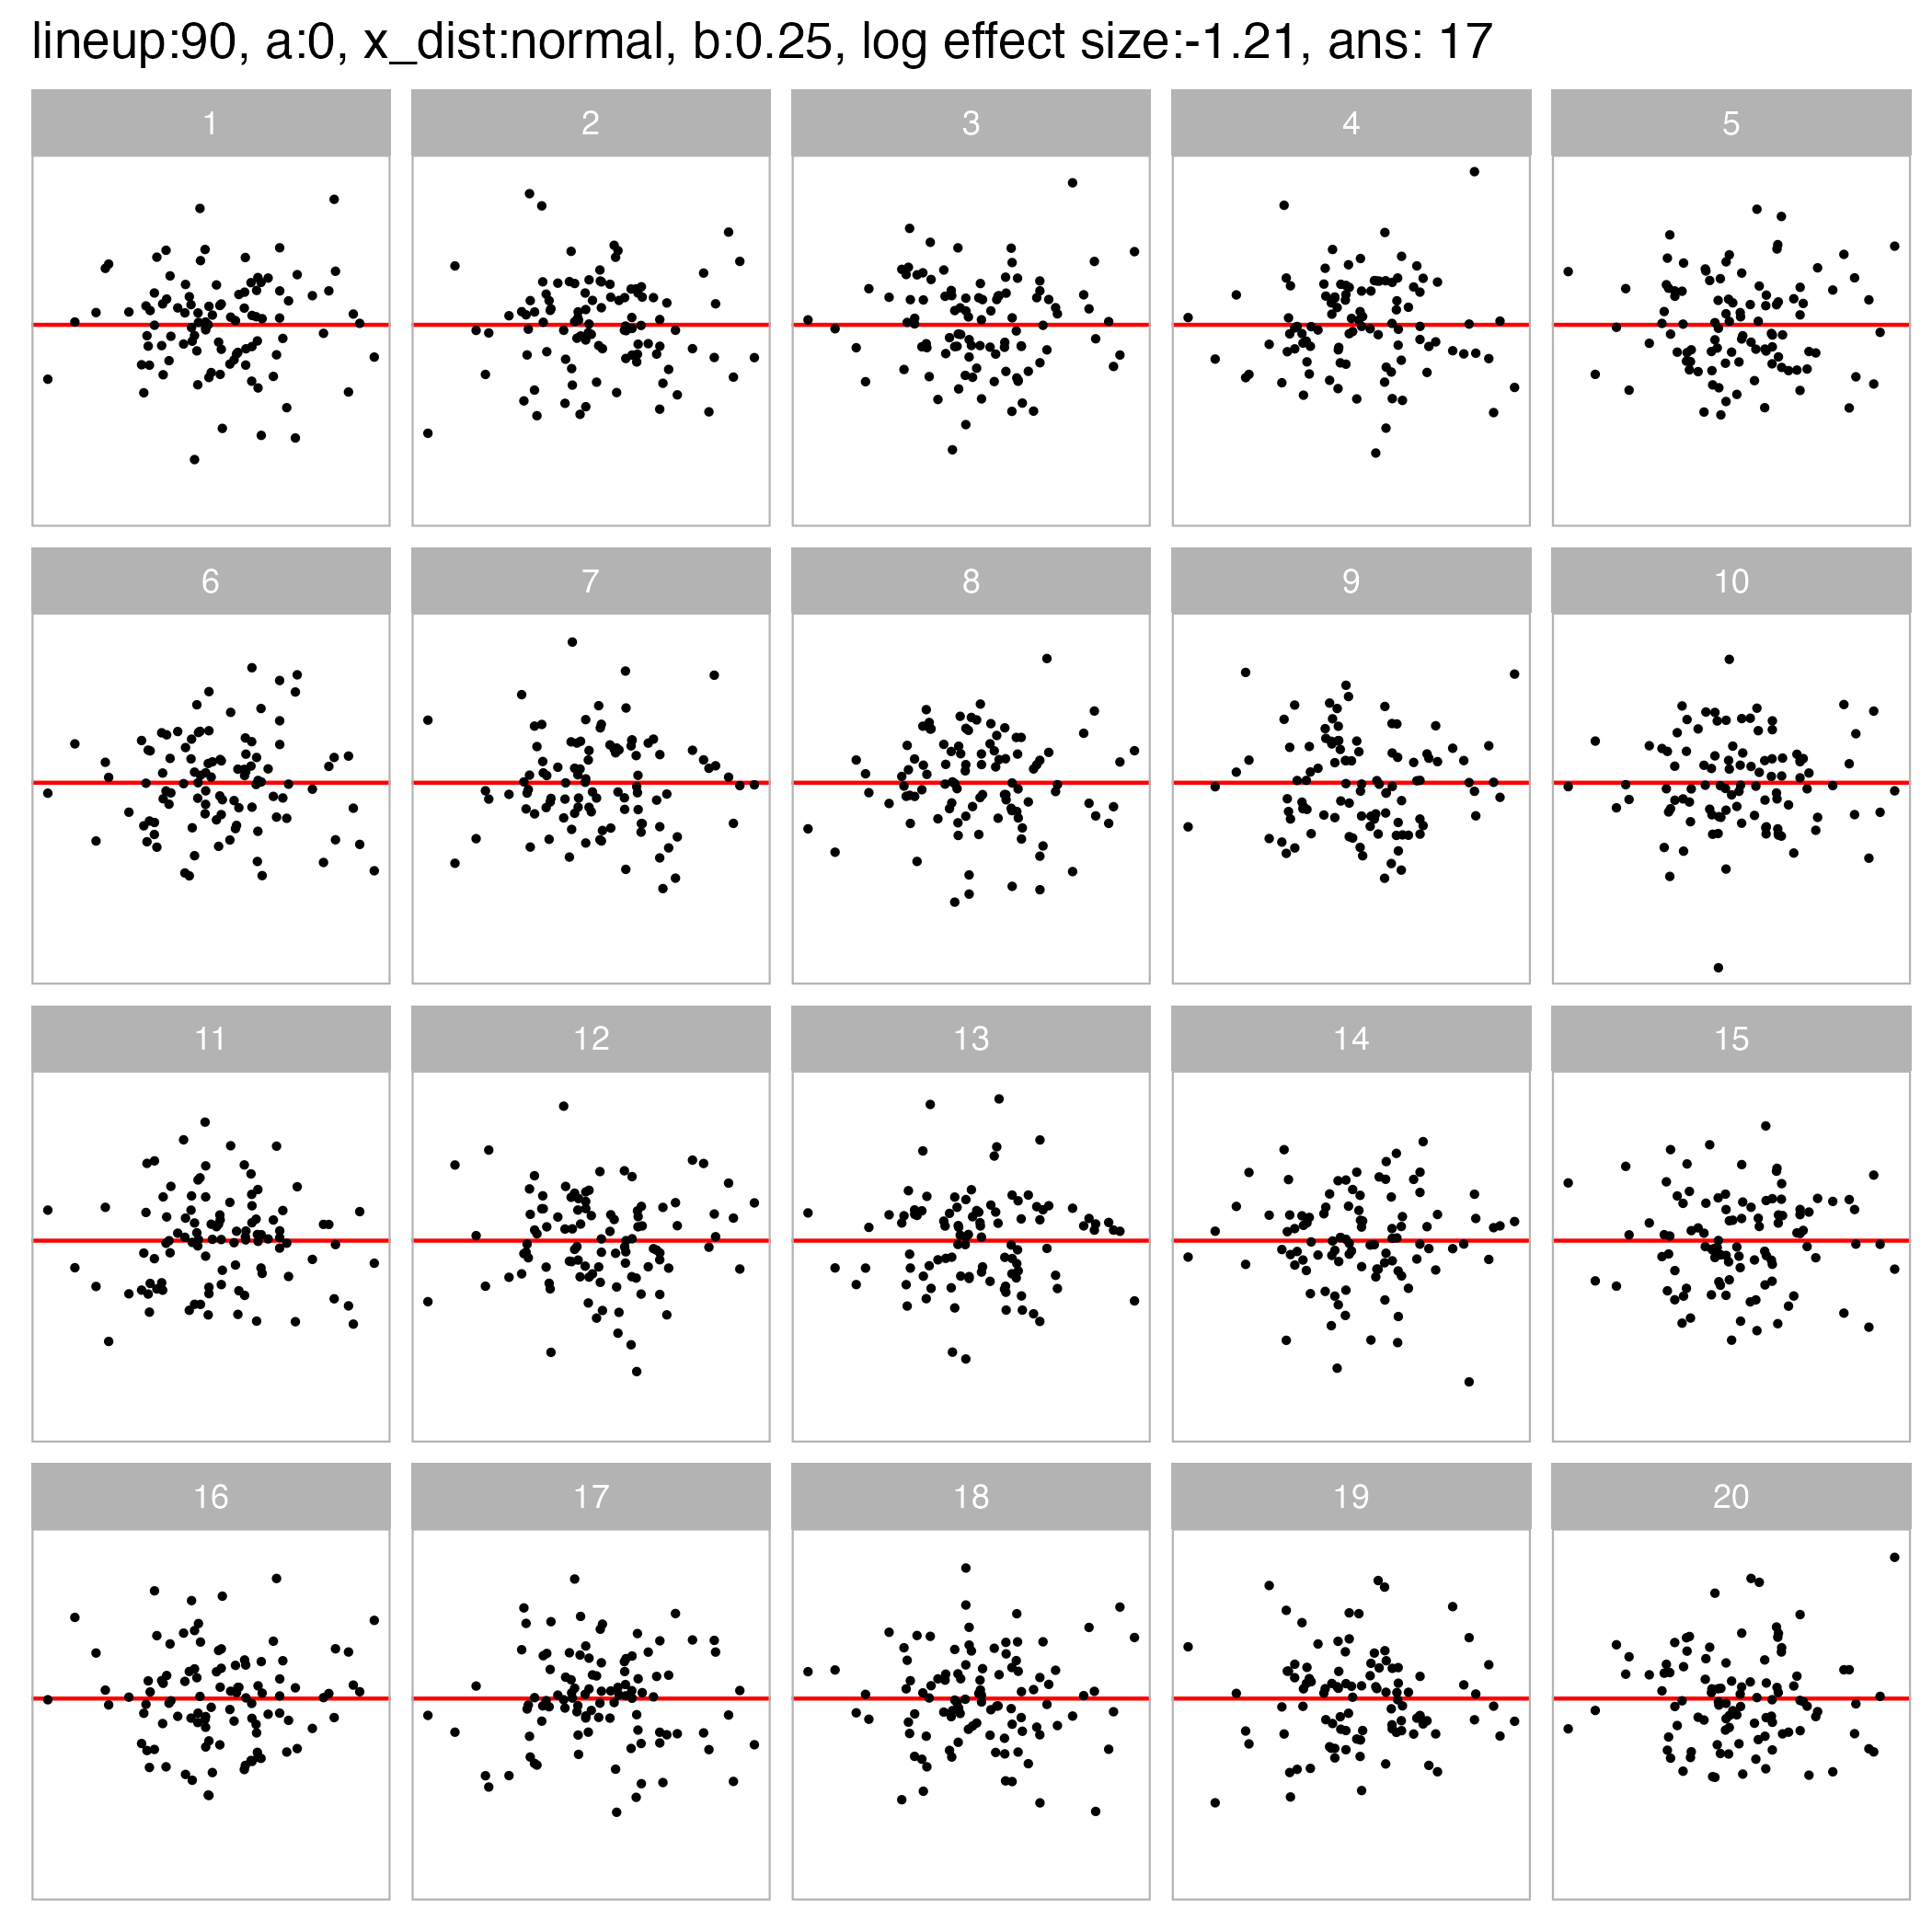 lineup:90, a:0, x_dist:normal, b:0.25, log effect size:-1.21, ans: 17
1 2 3 4 5
6 7 8 9 10
11 12 13 14 15
16 17 18 19 20